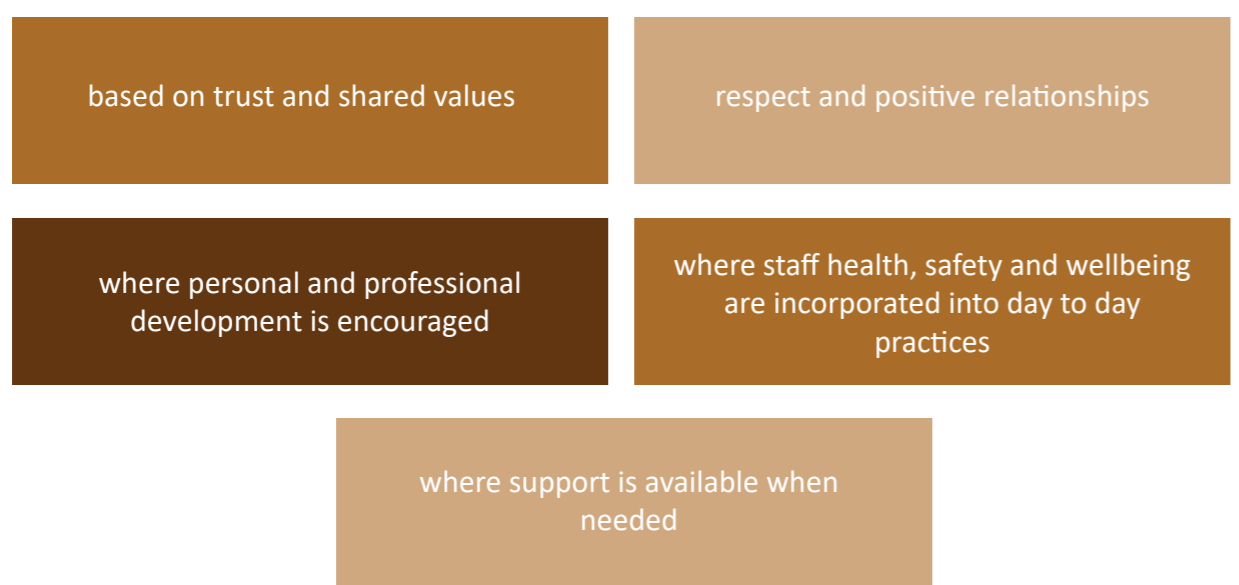 based on trust and shared values
respect and positive relationships
where personal and professional
development is encouraged
where staff health, safety and wellbeing
are incorporated into day to day
practices
where support is available when
needed